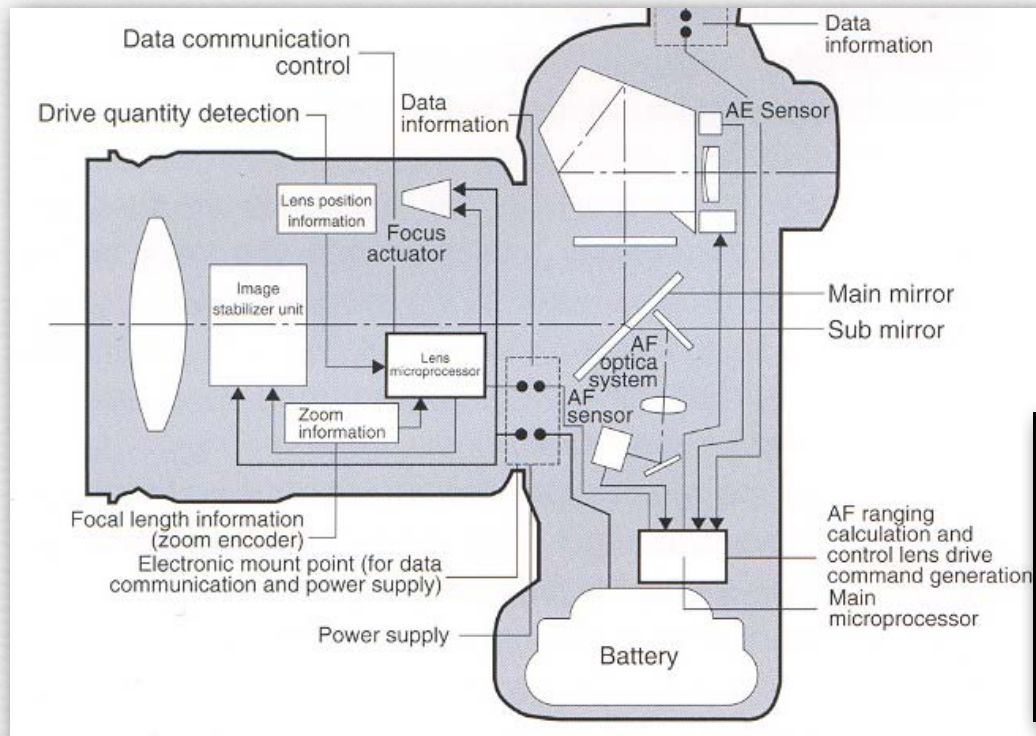 Data communication
control
Drive quantity detection
Data
information
Data
information
AE Sensor
Lens position
information
Focus
actuator
Image
stabilizer unit
Lens
microprocessor
Zoom
information
Main mirror
Sub mirror
AF
optica
system
AF
sensor
Focal length information
(zoom encoder)
Electronic mount point (for data
communication and power supply)
Power supply
Battery
AF ranging
calculation and
control lens drive
command generation
Main
microprocessor